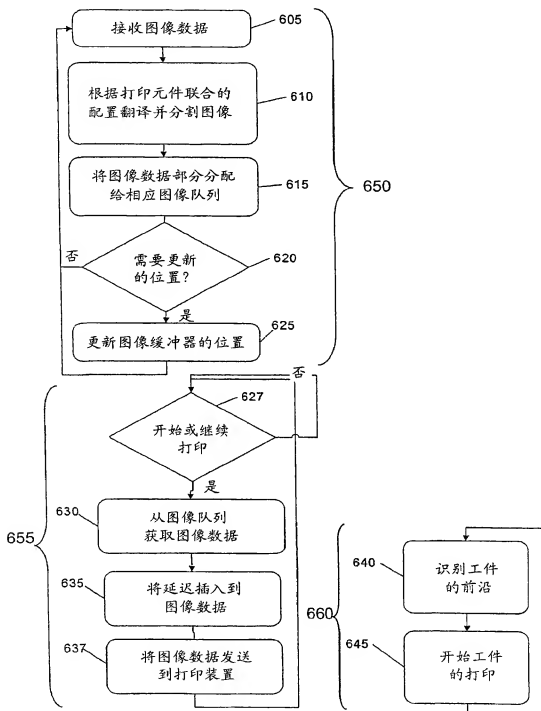 接收图像数据
605
根据打印元件联合的
配置翻译并分割图像
610
将图像数据部分分配
给相应图像队列
615
650
否
需要更新
的位置?
620
是
625
更新图像缓冲器的位置
否
627
开始或继续
打印
是
655
630
从图像队列
获取图像数据
635
将延迟插入到
图像数据
637
将图像数据发送
到打印装置
660
640
识别工件
的前沿
645
开始工件
的打印